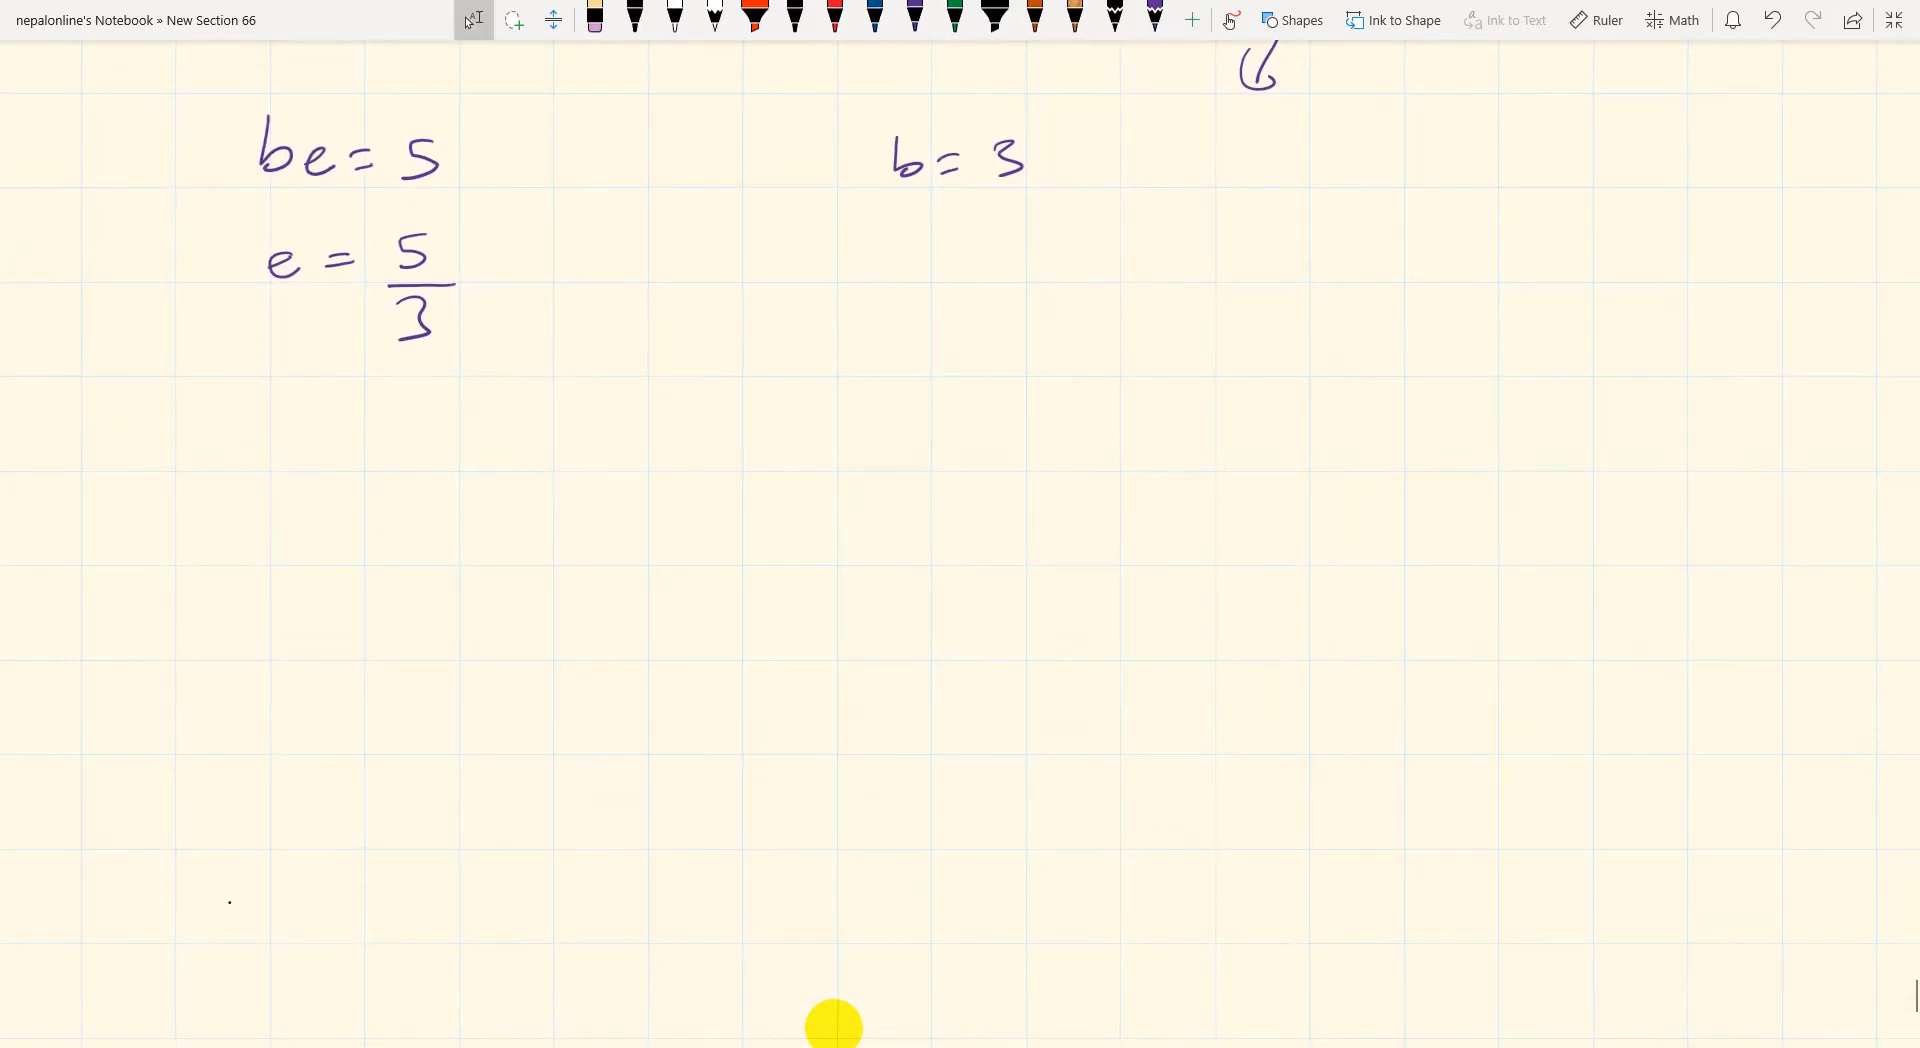 nepalonline's Notebook » New Section 66
Shapes
Ink to Shape
Ink to Text
Ruler
Math
be = 5
b = 3
e = 5/3